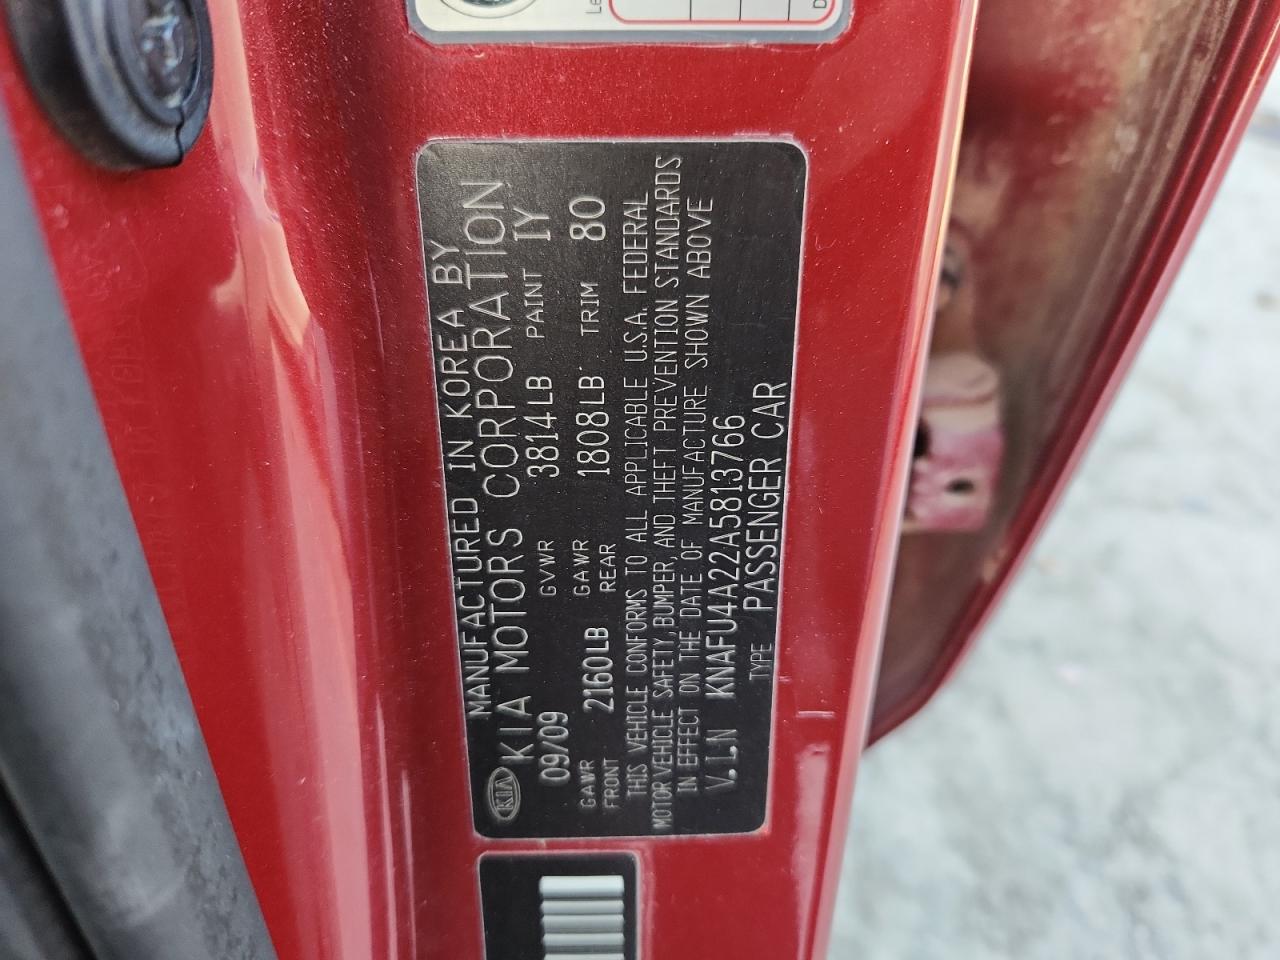 MANUFACTURED IN KOREA BY
KIA KIA MOTORS CORPORATION
09/09 GVWR 3814LB PAINT IY
GAWR FRONT 2160LB GAWR REAR 1808LB TRIM 80
THIS VEHICLE CONFORMS TO ALL APPLICABLE U.S.A. FEDERAL
MOTOR VEHICLE SAFETY, BUMPER AND THEFT PREVENTION STANDARDS
IN EFFECT ON THE DATE OF MANUFACTURE SHOWN ABOVE
V.I.N KNAFU4A22A5813766
TYPE PASSENGER CAR